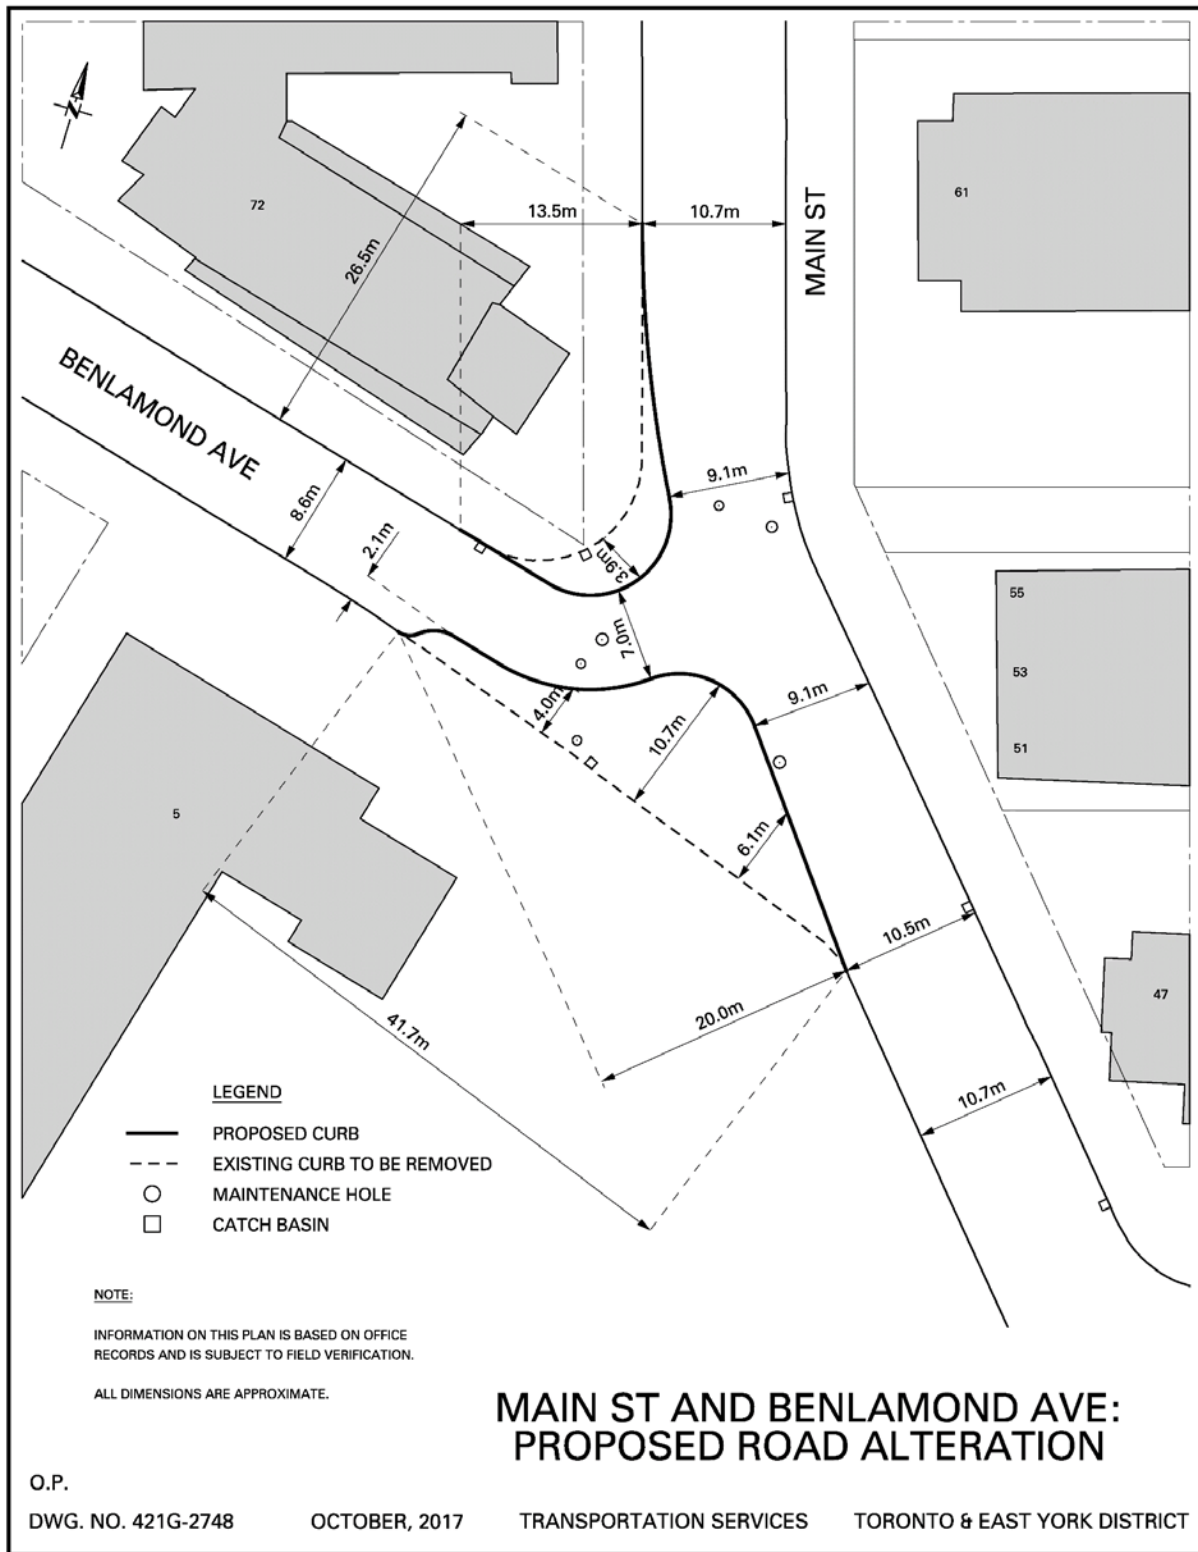 N
72
61
13.5m
10.7m
MAIN ST
26.5m
BENLAMOND AVE
8.6m
2.1m
9.1m
3.9m
7.0m
55
53
51
4.0m
10.7m
9.1m
6.1m
5
10.5m
20.0m
47
41.7m
10.7m
LEGEND
PROPOSED CURB
EXISTING CURB TO BE REMOVED
MAINTENANCE HOLE
CATCH BASIN
NOTE:
INFORMATION ON THIS PLAN IS BASED ON OFFICE
RECORDS AND IS SUBJECT TO FIELD VERIFICATION.
ALL DIMENSIONS ARE APPROXIMATE.
MAIN ST AND BENLAMOND AVE:
PROPOSED ROAD ALTERATION
O.P.
DWG. NO. 421G-2748 OCTOBER, 2017 TRANSPORTATION SERVICES TORONTO & EAST YORK DISTRICT